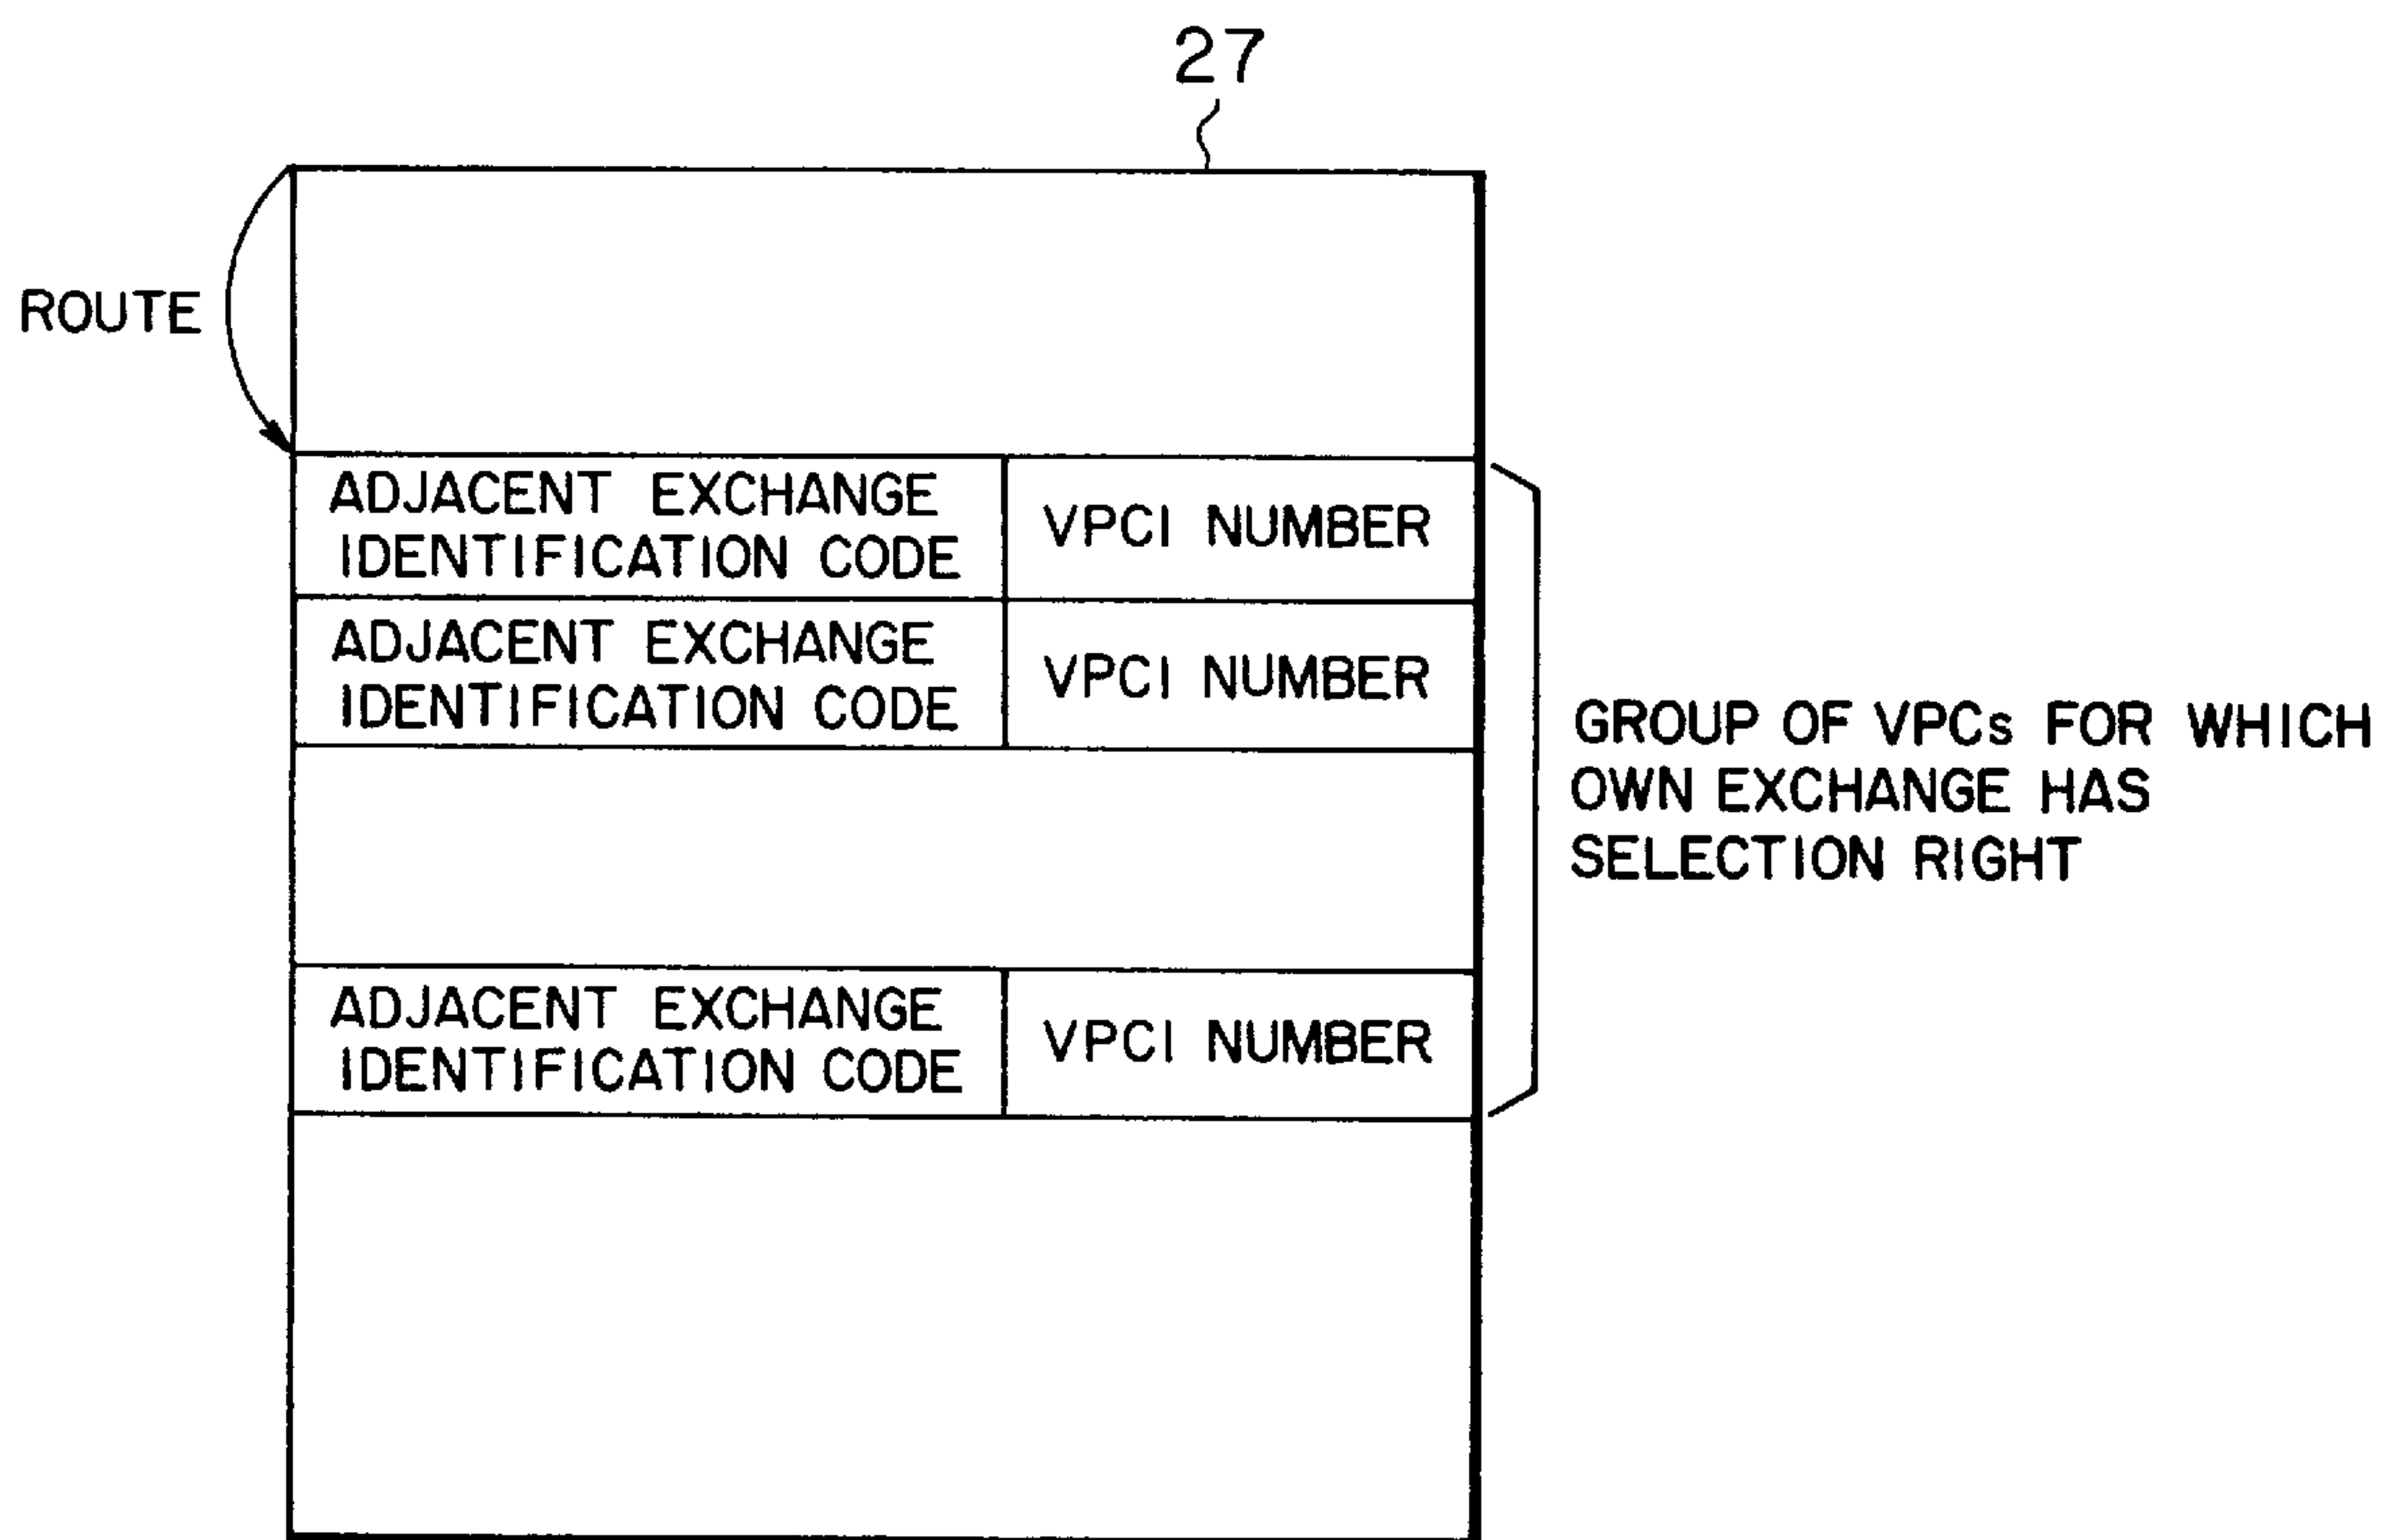 27
ROUTE
ADJACENT EXCHANGE
IDENTIFICATION CODE
VPCI NUMBER
ADJACENT EXCHANGE
IDENTIFICATION CODE
VPCI NUMBER
GROUP OF VPCs FOR WHICH
OWN EXCHANGE HAS
SELECTION RIGHT
ADJACENT EXCHANGE
IDENTIFICATION CODE
VPCI NUMBER